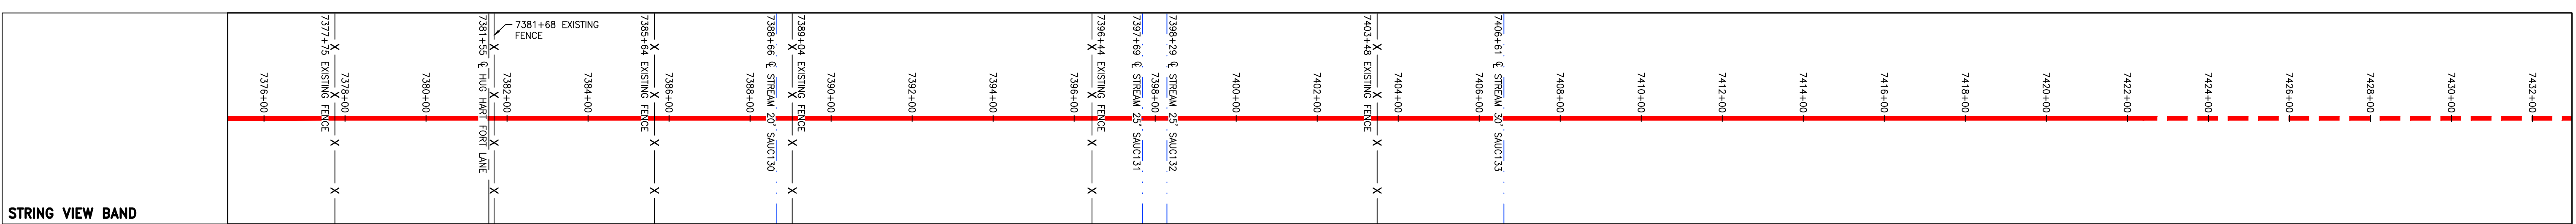 7376+00
7377+75 EXISTING FENCE
7378+00
7380+00
7381+55 ℄ HUG HART FORT LANE
7381+68 EXISTING
FENCE
7382+00
7384+00
7385+64 EXISTING FENCE
7386+00
7388+00
7388+66 ℄ STREAM 20' SAUC130
7389+04 EXISTING FENCE
7390+00
7392+00
7394+00
7396+00
7396+44 EXISTING FENCE
7397+69 ℄ STREAM 25' SAUC131
7398+00
7398+29 ℄ STREAM 25' SAUC132
7400+00
7402+00
7403+48 EXISTING FENCE
7404+00
7406+00
7406+61 ℄ STREAM 30' SAUC133
7408+00
7410+00
7412+00
7414+00
7416+00
7418+00
7420+00
7422+00
7424+00
7426+00
7428+00
7430+00
7432+00
STRING VIEW BAND